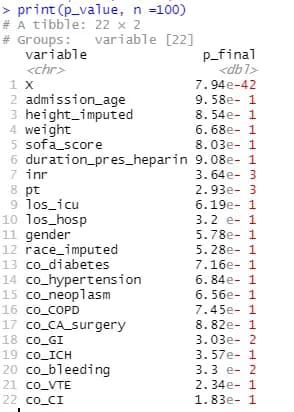 > print(p_value, n =100)
# A tibble: 22 × 2
# Groups:   variable [22]
   variable              p_final
   <chr>                   <dbl>
 1 X                    7.94e-42
 2 admission_age        9.58e- 1
 3 height_imputed       8.54e- 1
 4 weight               6.68e- 1
 5 sofa_score           8.03e- 1
 6 duration_pres_heparin 9.08e- 1
 7 inr                  3.64e- 3
 8 pt                   2.93e- 3
 9 los_icu              6.19e- 1
10 los_hosp             3.2 e- 1
11 gender               5.78e- 1
12 race_imputed         5.28e- 1
13 co_diabetes          7.16e- 1
14 co_hypertension      6.84e- 1
15 co_neoplasm          6.56e- 1
16 co_COPD              7.45e- 1
17 co_CA_surgery        8.82e- 1
18 co_GI                3.03e- 2
19 co_ICH               3.57e- 1
20 co_bleeding          3.3 e- 2
21 co_VTE               2.34e- 1
22 co_CI                1.83e- 1